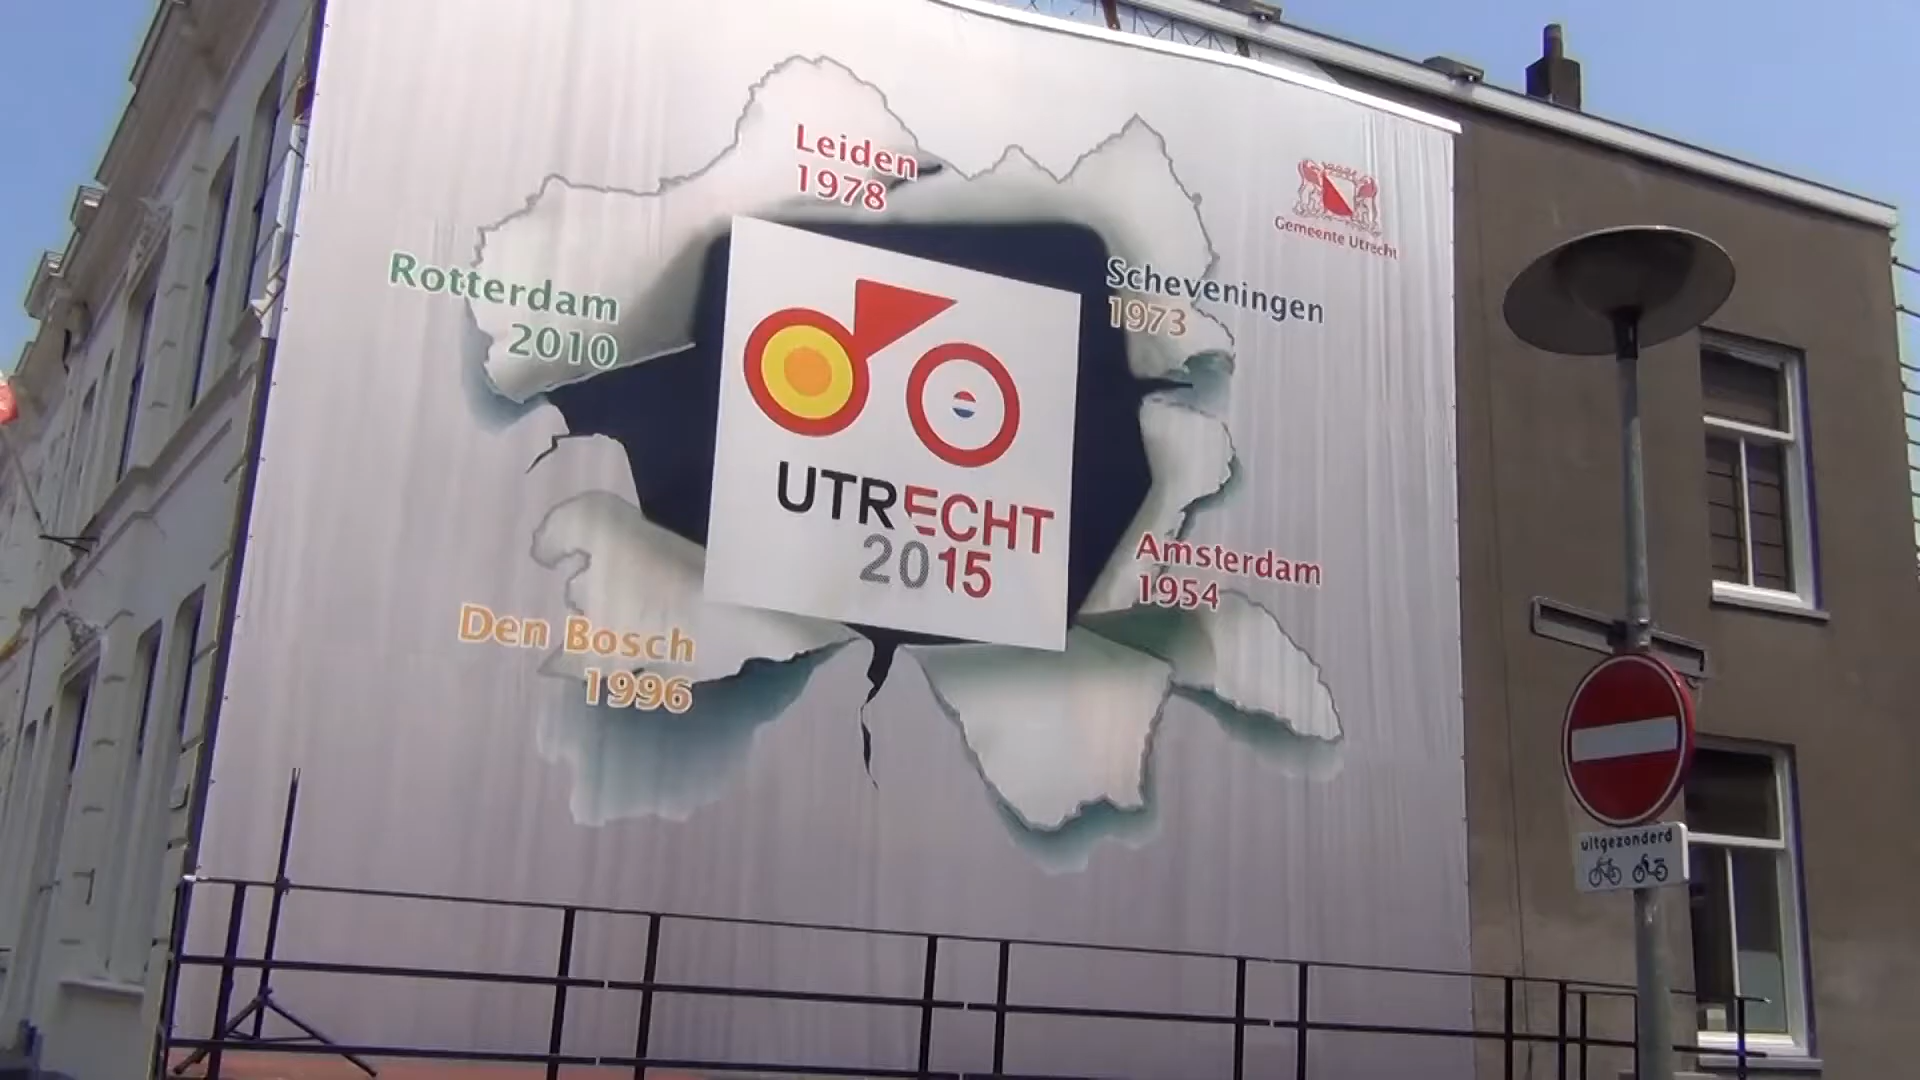 Leiden
1978
Gemeente Utrecht
Rotterdam
2010
Scheveningen
1973
UTRECHT
2015
Amsterdam
1954
Den Bosch
1996
uitgezonderd